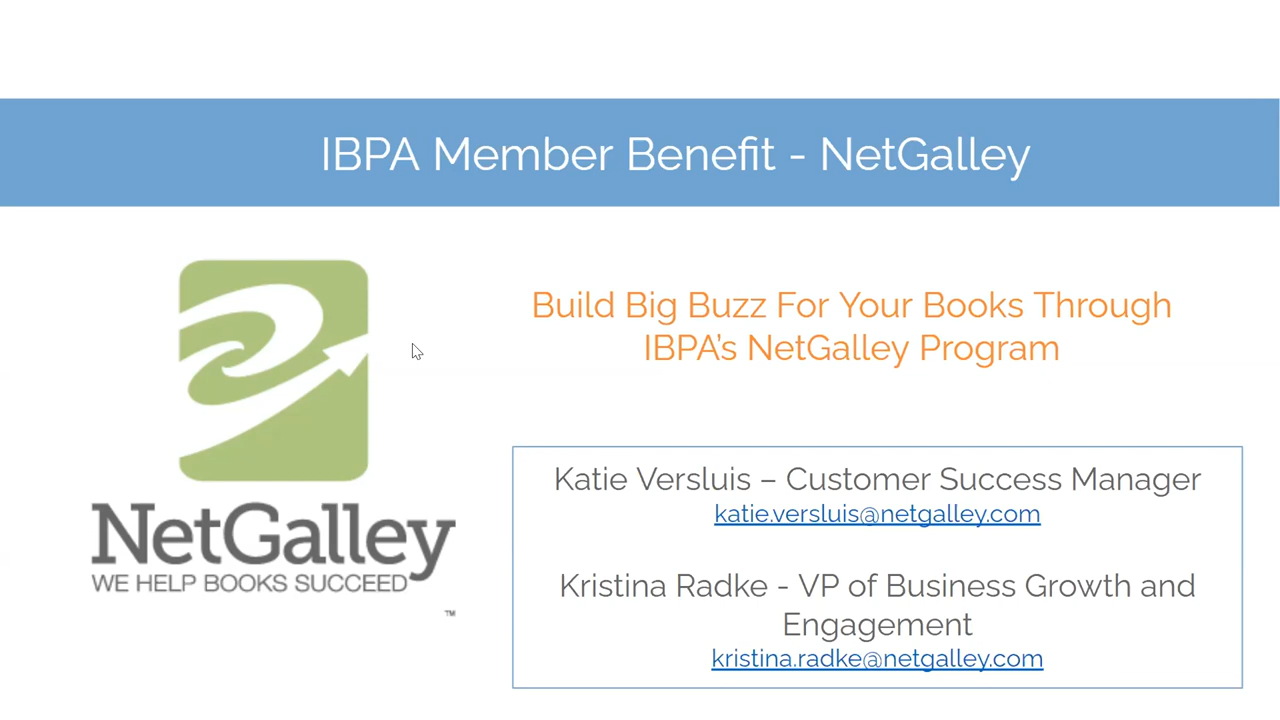 IBPA Member Benefit - NetGalley
Build Big Buzz For Your Books Through
IBPA's NetGalley Program
NetGalley
WE HELP BOOKS SUCCEED
™
Katie Versluis – Customer Success Manager
katie.versluis@netgalley.com
Kristina Radke - VP of Business Growth and
Engagement
kristina.radke@netgalley.com